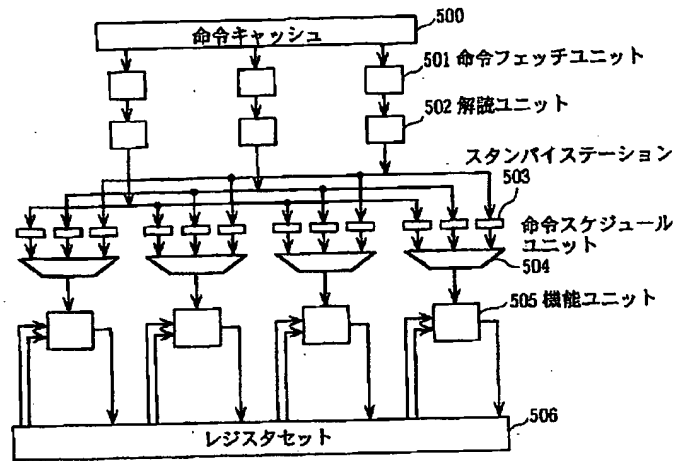 500
命令キャッシュ
501 命令フェッチユニット
502 解読ユニット
スタンバイステーション
503
命令スケジュール
ユニット
504
505 機能ユニット
506
レジスタセット